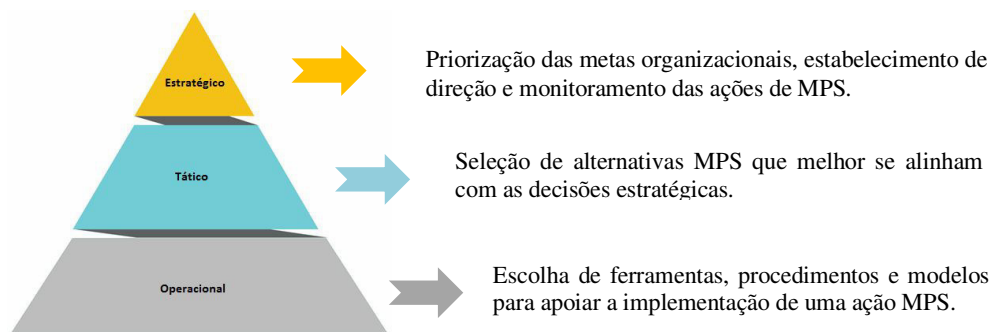 Estratégico
Priorização das metas organizacionais, estabelecimento de
direção e monitoramento das ações de MPS.
Tático
Seleção de alternativas MPS que melhor se alinham
com as decisões estratégicas.
Operacional
Escolha de ferramentas, procedimentos e modelos
para apoiar a implementação de uma ação MPS.